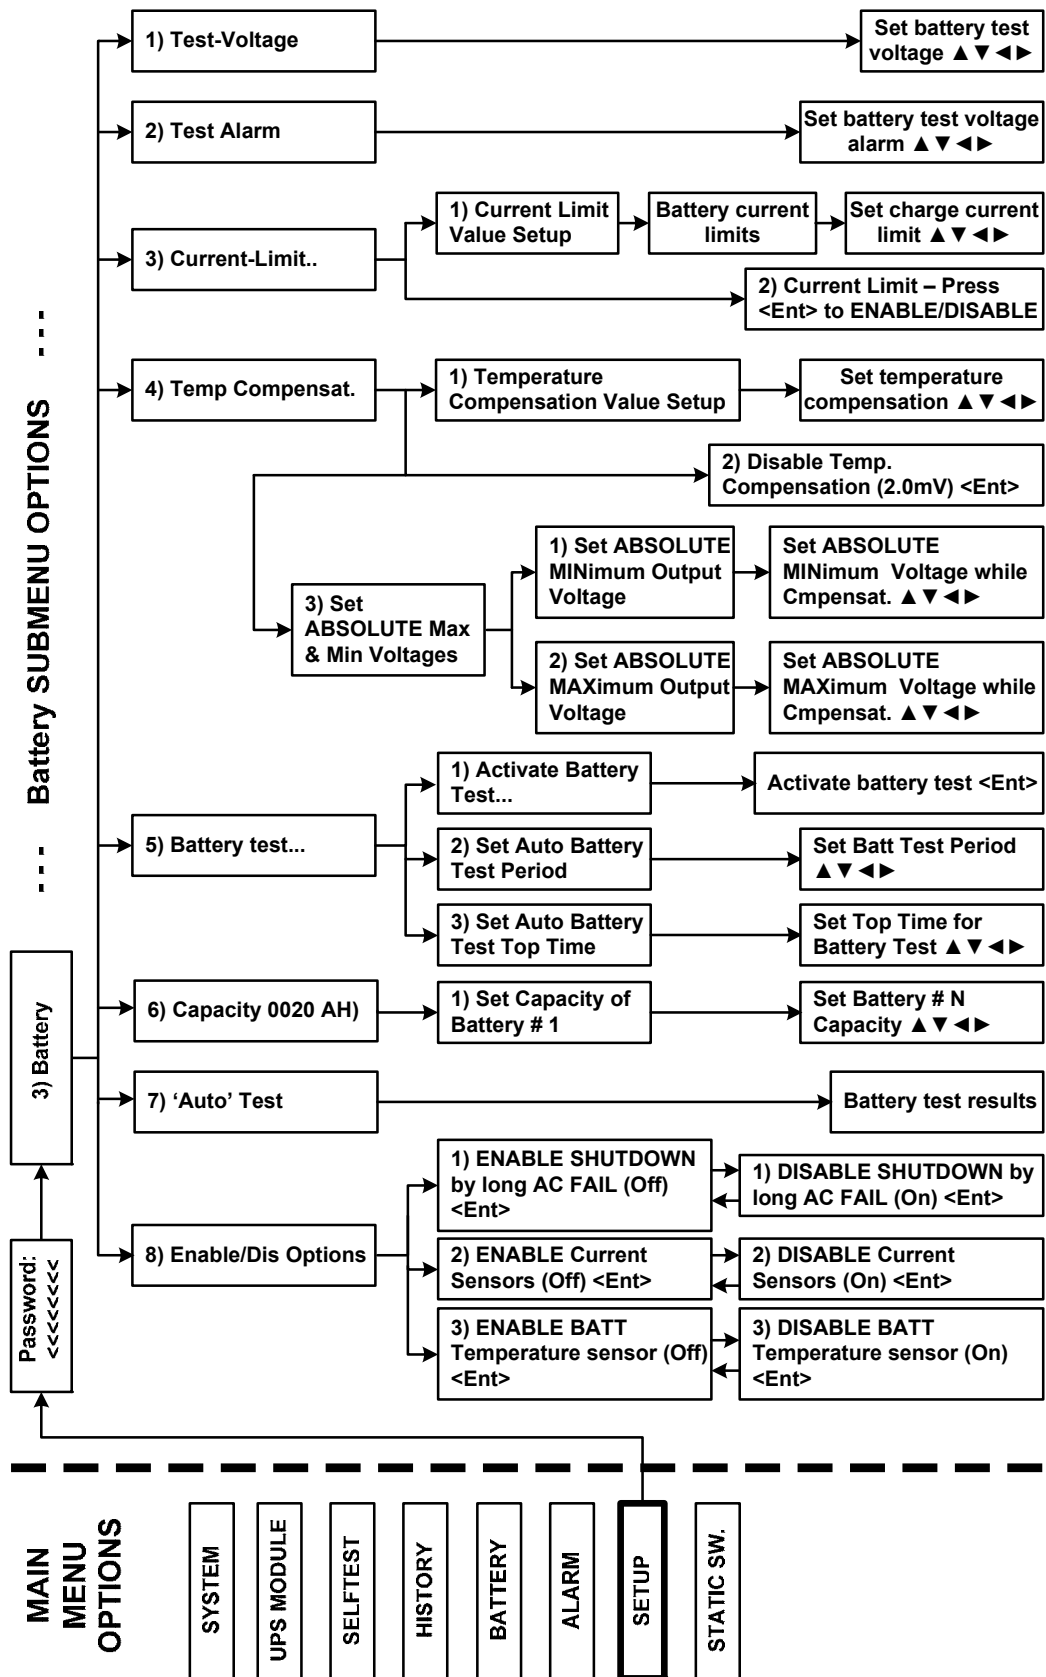 1) Test-Voltage
Set battery test
voltage ▲ ▼ ◄ ►
2) Test Alarm
Set battery test voltage
alarm ▲ ▼ ◄ ►
3) Current-Limit..
1) Current Limit
Value Setup
Battery current
limits
Set charge current
limit ▲ ▼ ◄ ►
2) Current Limit – Press
<Ent> to ENABLE/DISABLE
4) Temp Compensat.
1) Temperature
Compensation Value Setup
Set temperature
compensation ▲ ▼ ◄ ►
2) Disable Temp.
Compensation (2.0mV) <Ent>
3) Set
ABSOLUTE Max
& Min Voltages
1) Set ABSOLUTE
MINimum Output
Voltage
Set ABSOLUTE
MINimum  Voltage while
Cmpensat. ▲ ▼ ◄ ►
2) Set ABSOLUTE
MAXimum Output
Voltage
Set ABSOLUTE
MAXimum  Voltage while
Cmpensat. ▲ ▼ ◄ ►
5) Battery test...
1) Activate Battery
Test...
Activate battery test <Ent>
2) Set Auto Battery
Test Period
Set Batt Test Period
▲ ▼ ◄ ►
3) Set Auto Battery
Test Top Time
Set Top Time for
Battery Test ▲ ▼ ◄ ►
6) Capacity 0020 AH)
1) Set Capacity of
Battery # 1
Set Battery # N
Capacity ▲ ▼ ◄ ►
7) ‘Auto’ Test
Battery test results
8) Enable/Dis Options
1) ENABLE SHUTDOWN
by long AC FAIL (Off)
<Ent>
1) DISABLE SHUTDOWN by
long AC FAIL (On) <Ent>
2) ENABLE Current
Sensors (Off) <Ent>
2) DISABLE Current
Sensors (On) <Ent>
3) ENABLE BATT
Temperature sensor (Off)
<Ent>
3) DISABLE BATT
Temperature sensor (On)
<Ent>
--- Battery SUBMENU OPTIONS ---
3) Battery
Password:
<<<<<<<<
MAIN
MENU
OPTIONS
SYSTEM
UPS MODULE
SELFTEST
HISTORY
BATTERY
ALARM
SETUP
STATIC SW.